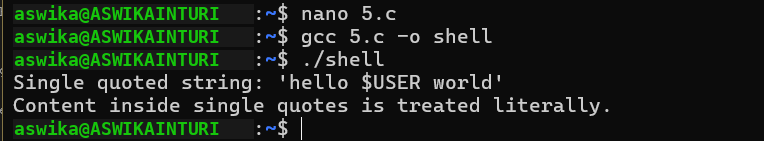 aswika@ASWIKAINTURI :~$ nano 5.c
aswika@ASWIKAINTURI :~$ gcc 5.c -o shell
aswika@ASWIKAINTURI :~$ ./shell
Single quoted string: 'hello $USER world'
Content inside single quotes is treated literally.
aswika@ASWIKAINTURI :~$